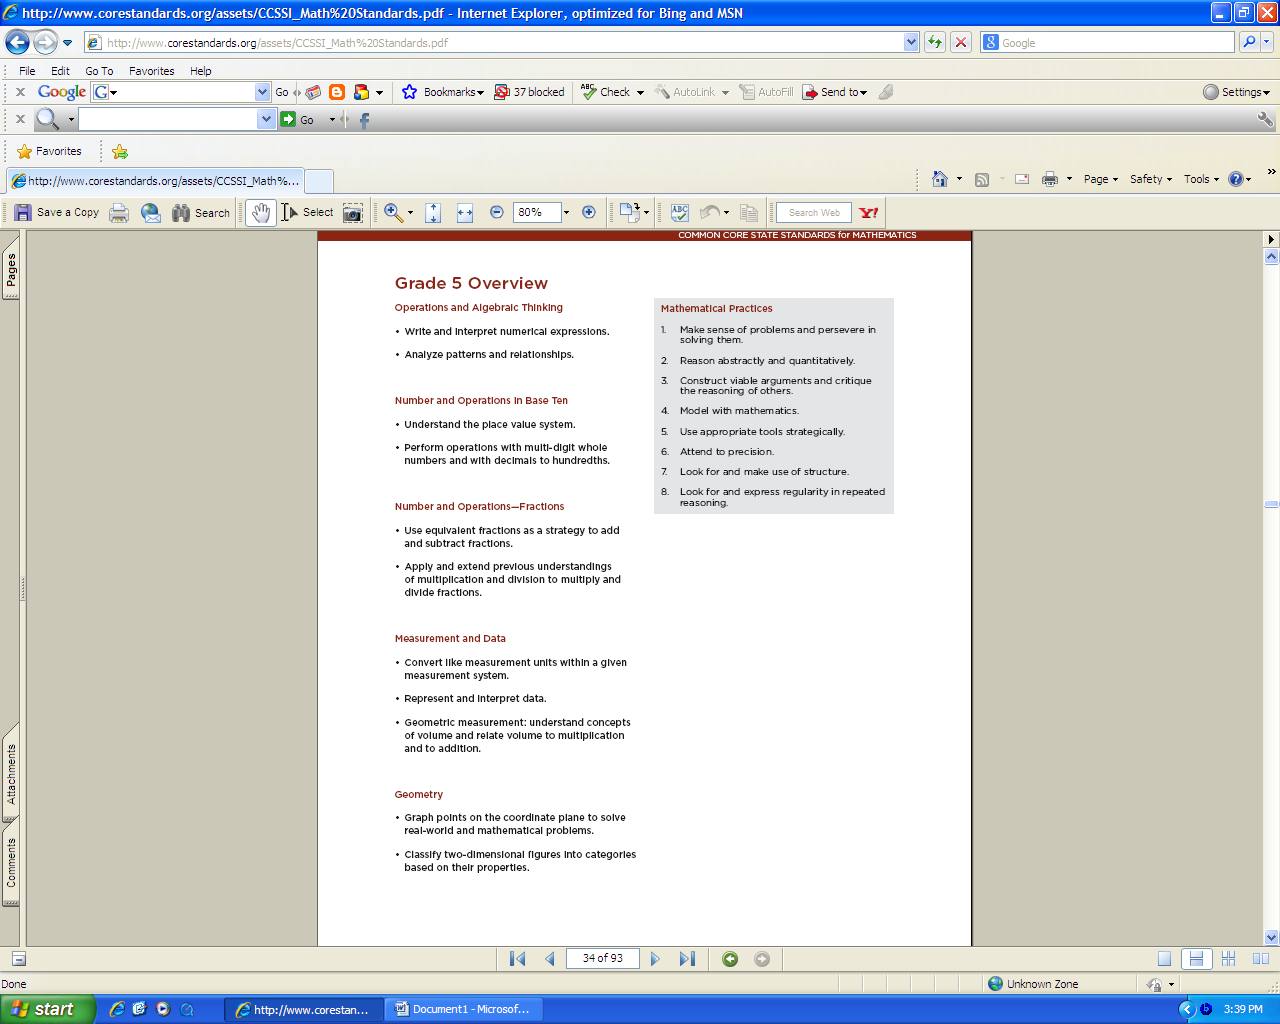 http://www.corestandards.org/assets/CCSSI_Math%20Standards.pdf - Internet Explorer, optimized for Bing and MSN
http://www.corestandards.org/assets/CCSSI_Math%20Standards.pdf
Google
File Edit Go To Favorites Help
Google G Go Bookmarks 37 blocked ABC Check AutoLink AutoFill Send to Settings
Go
Favorites
http://www.corestandards.org/assets/CCSSI_Math%... Page Safety Tools
Save a Copy Search Select 80% Search Web Y!
COMMON CORE STATE STANDARDS for MATHEMATICS
Pages
Attachments
Comments
Grade 5 Overview
Operations and Algebraic Thinking
• Write and interpret numerical expressions.
• Analyze patterns and relationships.
Number and Operations in Base Ten
• Understand the place value system.
• Perform operations with multi-digit whole
numbers and with decimals to hundredths.
Number and Operations—Fractions
• Use equivalent fractions as a strategy to add
and subtract fractions.
• Apply and extend previous understandings
of multiplication and division to multiply and
divide fractions.
Measurement and Data
• Convert like measurement units within a given
measurement system.
• Represent and interpret data.
• Geometric measurement: understand concepts
of volume and relate volume to multiplication
and to addition.
Geometry
• Graph points on the coordinate plane to solve
real-world and mathematical problems.
• Classify two-dimensional figures into categories
based on their properties.
Mathematical Practices
1. Make sense of problems and persevere in
solving them.
2. Reason abstractly and quantitatively.
3. Construct viable arguments and critique
the reasoning of others.
4. Model with mathematics.
5. Use appropriate tools strategically.
6. Attend to precision.
7. Look for and make use of structure.
8. Look for and express regularity in repeated
reasoning.
34 of 93
Done Unknown Zone
start http://www.corestan... Document1 - Microsof... 3:39 PM